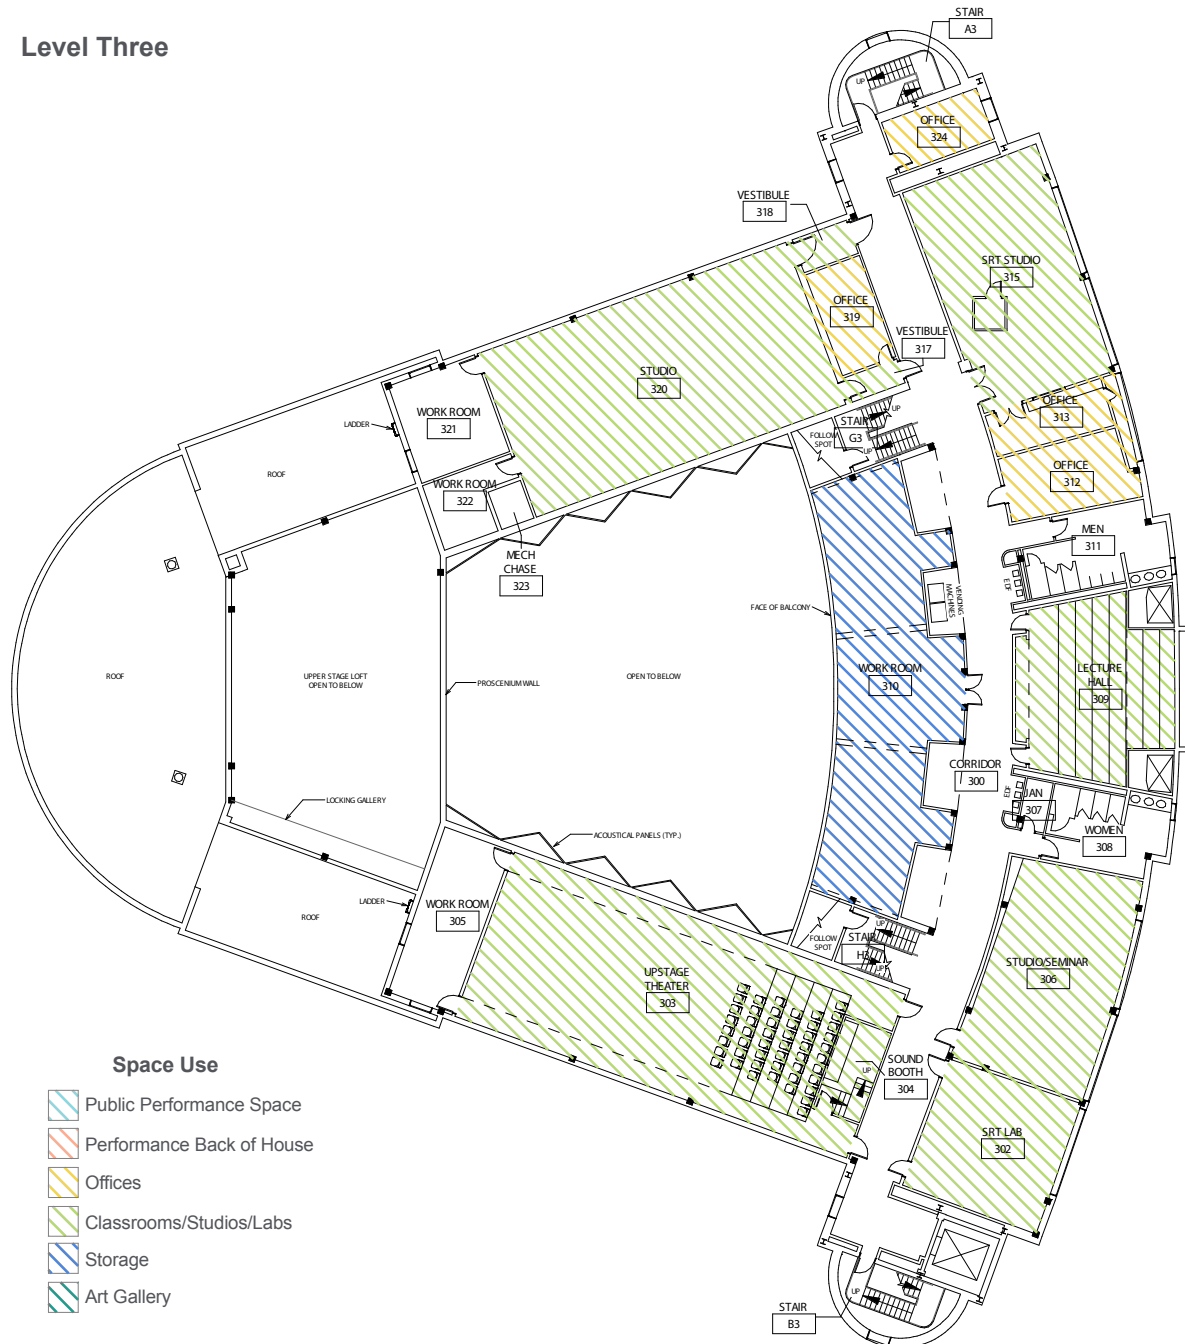 Level Three
STAIR
A3
UP
OFFICE
324
VESTIBULE
318
SRT STUDIO
315
OFFICE
319
VESTIBULE
317
STUDIO
320
WORK ROOM
321
LADDER
ROOF
WORK ROOM
322
MECH
CHASE
323
FOLLOW
SPOT
STAIR
G3
UP
UP
OFFICE
313
OFFICE
312
MEN
311
EDF
VENDING
MACHINES
FACE OF BALCONY
ROOF
UPPER STAGE LOFT
OPEN TO BELOW
PROSCENIUM WALL
OPEN TO BELOW
WORK ROOM
310
LECTURE
HALL
309
CORRIDOR
300
EDF
JAN
307
WOMEN
308
LOCKING GALLERY
ACOUSTICAL PANELS (TYP.)
LADDER
ROOF
WORK ROOM
305
FOLLOW
SPOT
STAIR
H3
UP
UP
UPSTAGE
THEATER
303
STUDIO/SEMINAR
306
SOUND
BOOTH
304
UP
SRT LAB
302
STAIR
B3
UP
Space Use
Public Performance Space
Performance Back of House
Offices
Classrooms/Studios/Labs
Storage
Art Gallery